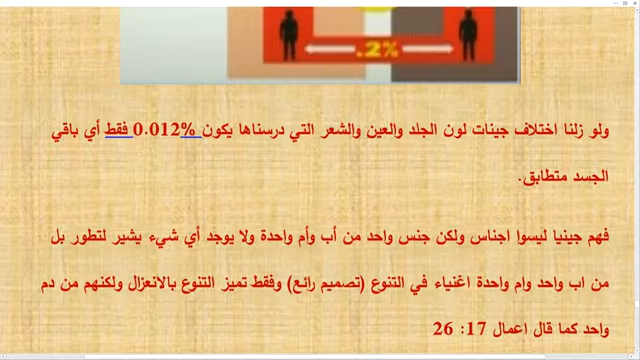 .2%
ولو زلنا اختلاف جينات لون الجلد والعين والشعر التي درسناها يكون 0.012% فقط أي باقي
الجسد متطابق.
فهم جينيا ليسوا اجناس ولكن جنس واحد من أب وأم واحدة ولا يوجد أي شيء يشير لتطور بل
من اب واحد وام واحدة اغنياء في التنوع (تصميم رائع) وفقط تميز التنوع بالانعزال ولكنهم من دم
واحد كما قال اعمال 17: 26